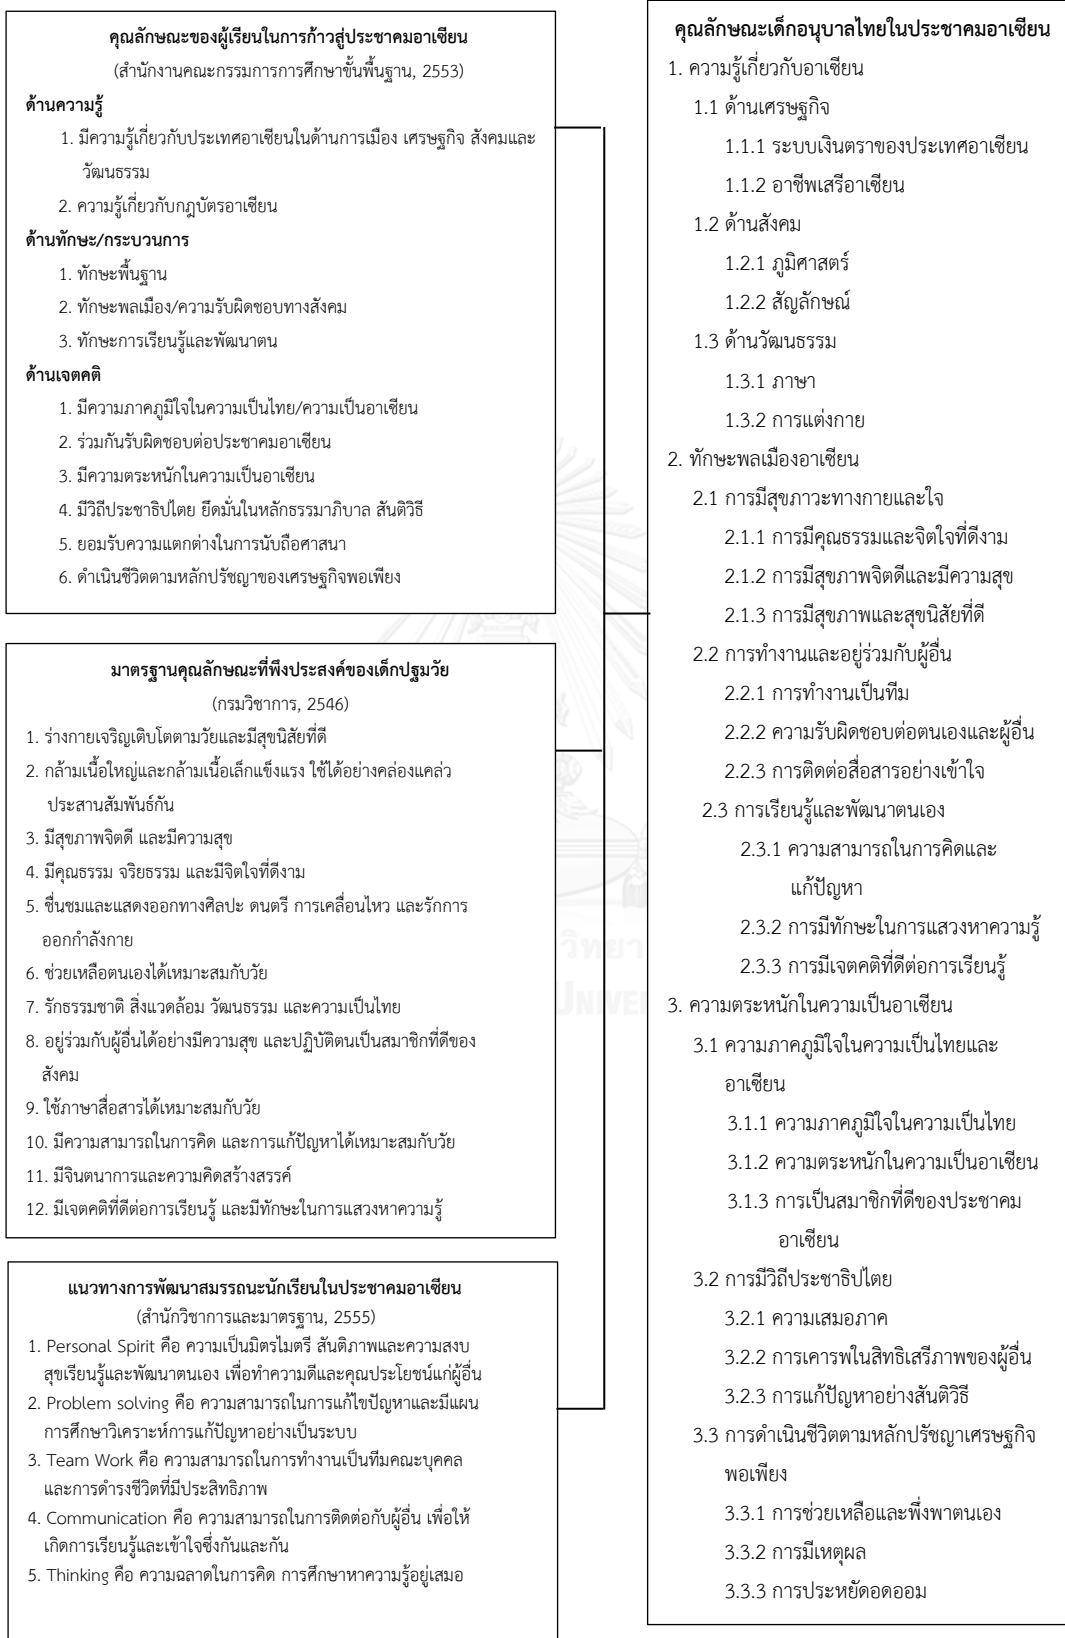 คุณลักษณะของผู้เรียนในการก้าวสู่ประชาคมอาเซียน
(สำนักงานคณะกรรมการการศึกษาขั้นพื้นฐาน, 2553)
ด้านความรู้
1. มีความรู้เกี่ยวกับประเทศอาเซียนในด้านการเมือง เศรษฐกิจ สังคมและ
วัฒนธรรม
2. ความรู้เกี่ยวกับกฎบัตรอาเซียน
ด้านทักษะ/กระบวนการ
1. ทักษะพื้นฐาน
2. ทักษะพลเมือง/ความรับผิดชอบทางสังคม
3. ทักษะการเรียนรู้และพัฒนาตน
ด้านเจตคติ
1. มีความภาคภูมิใจในความเป็นไทย/ความเป็นอาเซียน
2. ร่วมกันรับผิดชอบต่อประชาคมอาเซียน
3. มีความตระหนักในความเป็นอาเซียน
4. มีวิถีประชาธิปไตย ยึดมั่นในหลักธรรมาภิบาล สันติวิธี
5. ยอมรับความแตกต่างในการนับถือศาสนา
6. ดำเนินชีวิตตามหลักปรัชญาของเศรษฐกิจพอเพียง
มาตรฐานคุณลักษณะที่พึงประสงค์ของเด็กปฐมวัย
(กรมวิชาการ, 2546)
1. ร่างกายเจริญเติบโตตามวัยและมีสุขนิสัยที่ดี
2. กล้ามเนื้อใหญ่และกล้ามเนื้อเล็กแข็งแรง ใช้ได้อย่างคล่องแคล่ว
ประสานสัมพันธ์กัน
3. มีสุขภาพจิตดี และมีความสุข
4. มีคุณธรรม จริยธรรม และมีจิตใจที่ดีงาม
5. ชื่นชมและแสดงออกทางศิลปะ ดนตรี การเคลื่อนไหว และรักการ
ออกกำลังกาย
6. ช่วยเหลือตนเองได้เหมาะสมกับวัย
7. รักธรรมชาติ สิ่งแวดล้อม วัฒนธรรม และความเป็นไทย
8. อยู่ร่วมกับผู้อื่นได้อย่างมีความสุข และปฏิบัติตนเป็นสมาชิกที่ดีของ
สังคม
9. ใช้ภาษาสื่อสารได้เหมาะสมกับวัย
10. มีความสามารถในการคิด และการแก้ปัญหาได้เหมาะสมกับวัย
11. มีจินตนาการและความคิดสร้างสรรค์
12. มีเจตคติที่ดีต่อการเรียนรู้ และมีทักษะในการแสวงหาความรู้
แนวทางการพัฒนาสมรรถนะนักเรียนในประชาคมอาเซียน
(สำนักวิชาการและมาตรฐาน, 2555)
1. Personal Spirit คือ ความเป็นมิตรไมตรี สันติภาพและความสงบ
สุขเรียนรู้และพัฒนาตนเอง เพื่อทำความดีและคุณประโยชน์แก่ผู้อื่น
2. Problem solving คือ ความสามารถในการแก้ไขปัญหาและมีแผน
การศึกษาวิเคราะห์การแก้ปัญหาอย่างเป็นระบบ
3. Team Work คือ ความสามารถในการทำงานเป็นทีมคณะบุคคล
และการดำรงชีวิตที่มีประสิทธิภาพ
4. Communication คือ ความสามารถในการติดต่อกับผู้อื่น เพื่อให้
เกิดการเรียนรู้และเข้าใจซึ่งกันและกัน
5. Thinking คือ ความฉลาดในการคิด การศึกษาหาความรู้อยู่เสมอ
คุณลักษณะเด็กอนุบาลไทยในประชาคมอาเซียน
1. ความรู้เกี่ยวกับอาเซียน
1.1 ด้านเศรษฐกิจ
1.1.1 ระบบเงินตราของประเทศอาเซียน
1.1.2 อาชีพเสรีอาเซียน
1.2 ด้านสังคม
1.2.1 ภูมิศาสตร์
1.2.2 สัญลักษณ์
1.3 ด้านวัฒนธรรม
1.3.1 ภาษา
1.3.2 การแต่งกาย
2. ทักษะพลเมืองอาเซียน
2.1 การมีสุขภาวะทางกายและใจ
2.1.1 การมีคุณธรรมและจิตใจที่ดีงาม
2.1.2 การมีสุขภาพจิตดีและมีความสุข
2.1.3 การมีสุขภาพและสุขนิสัยที่ดี
2.2 การทำงานและอยู่ร่วมกับผู้อื่น
2.2.1 การทำงานเป็นทีม
2.2.2 ความรับผิดชอบต่อตนเองและผู้อื่น
2.2.3 การติดต่อสื่อสารอย่างเข้าใจ
2.3 การเรียนรู้และพัฒนาตนเอง
2.3.1 ความสามารถในการคิดและ
แก้ปัญหา
2.3.2 การมีทักษะในการแสวงหาความรู้
2.3.3 การมีเจตคติที่ดีต่อการเรียนรู้
3. ความตระหนักในความเป็นอาเซียน
3.1 ความภาคภูมิใจในความเป็นไทยและ
อาเซียน
3.1.1 ความภาคภูมิใจในความเป็นไทย
3.1.2 ความตระหนักในความเป็นอาเซียน
3.1.3 การเป็นสมาชิกที่ดีของประชาคม
อาเซียน
3.2 การมีวิถีประชาธิปไตย
3.2.1 ความเสมอภาค
3.2.2 การเคารพในสิทธิเสรีภาพของผู้อื่น
3.2.3 การแก้ปัญหาอย่างสันติวิธี
3.3 การดำเนินชีวิตตามหลักปรัชญาเศรษฐกิจ
พอเพียง
3.3.1 การช่วยเหลือและพึ่งพาตนเอง
3.3.2 การมีเหตุผล
3.3.3 การประหยัดอดออม
วิทยา
UNIVE